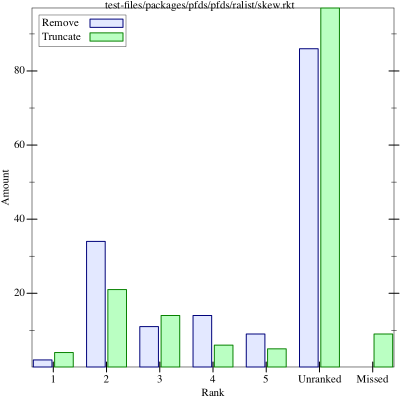 test-files/packages/pfds/pfds/ralist/skew.rkt
Remove
Truncate
80
60
40
20
Amount
1 2 3 4 5 Unranked Missed
Rank